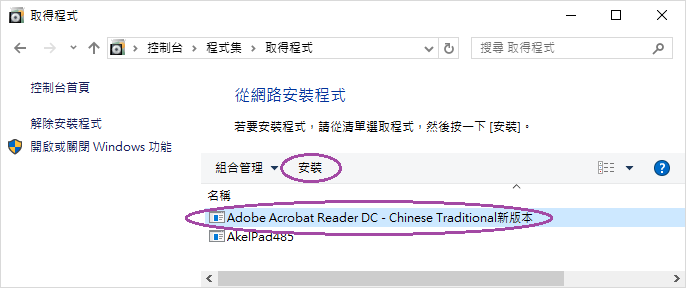 取得程式
控制台 程式集 取得程式
搜尋 取得程式
控制台首頁
解除安裝程式
開啟或關閉 Windows 功能
從網路安裝程式
若要安裝程式，請從清單選取程式，然後按一下 [安裝]。
組合管理 安裝
名稱
Adobe Acrobat Reader DC - Chinese Traditional新版本
AkelPad485